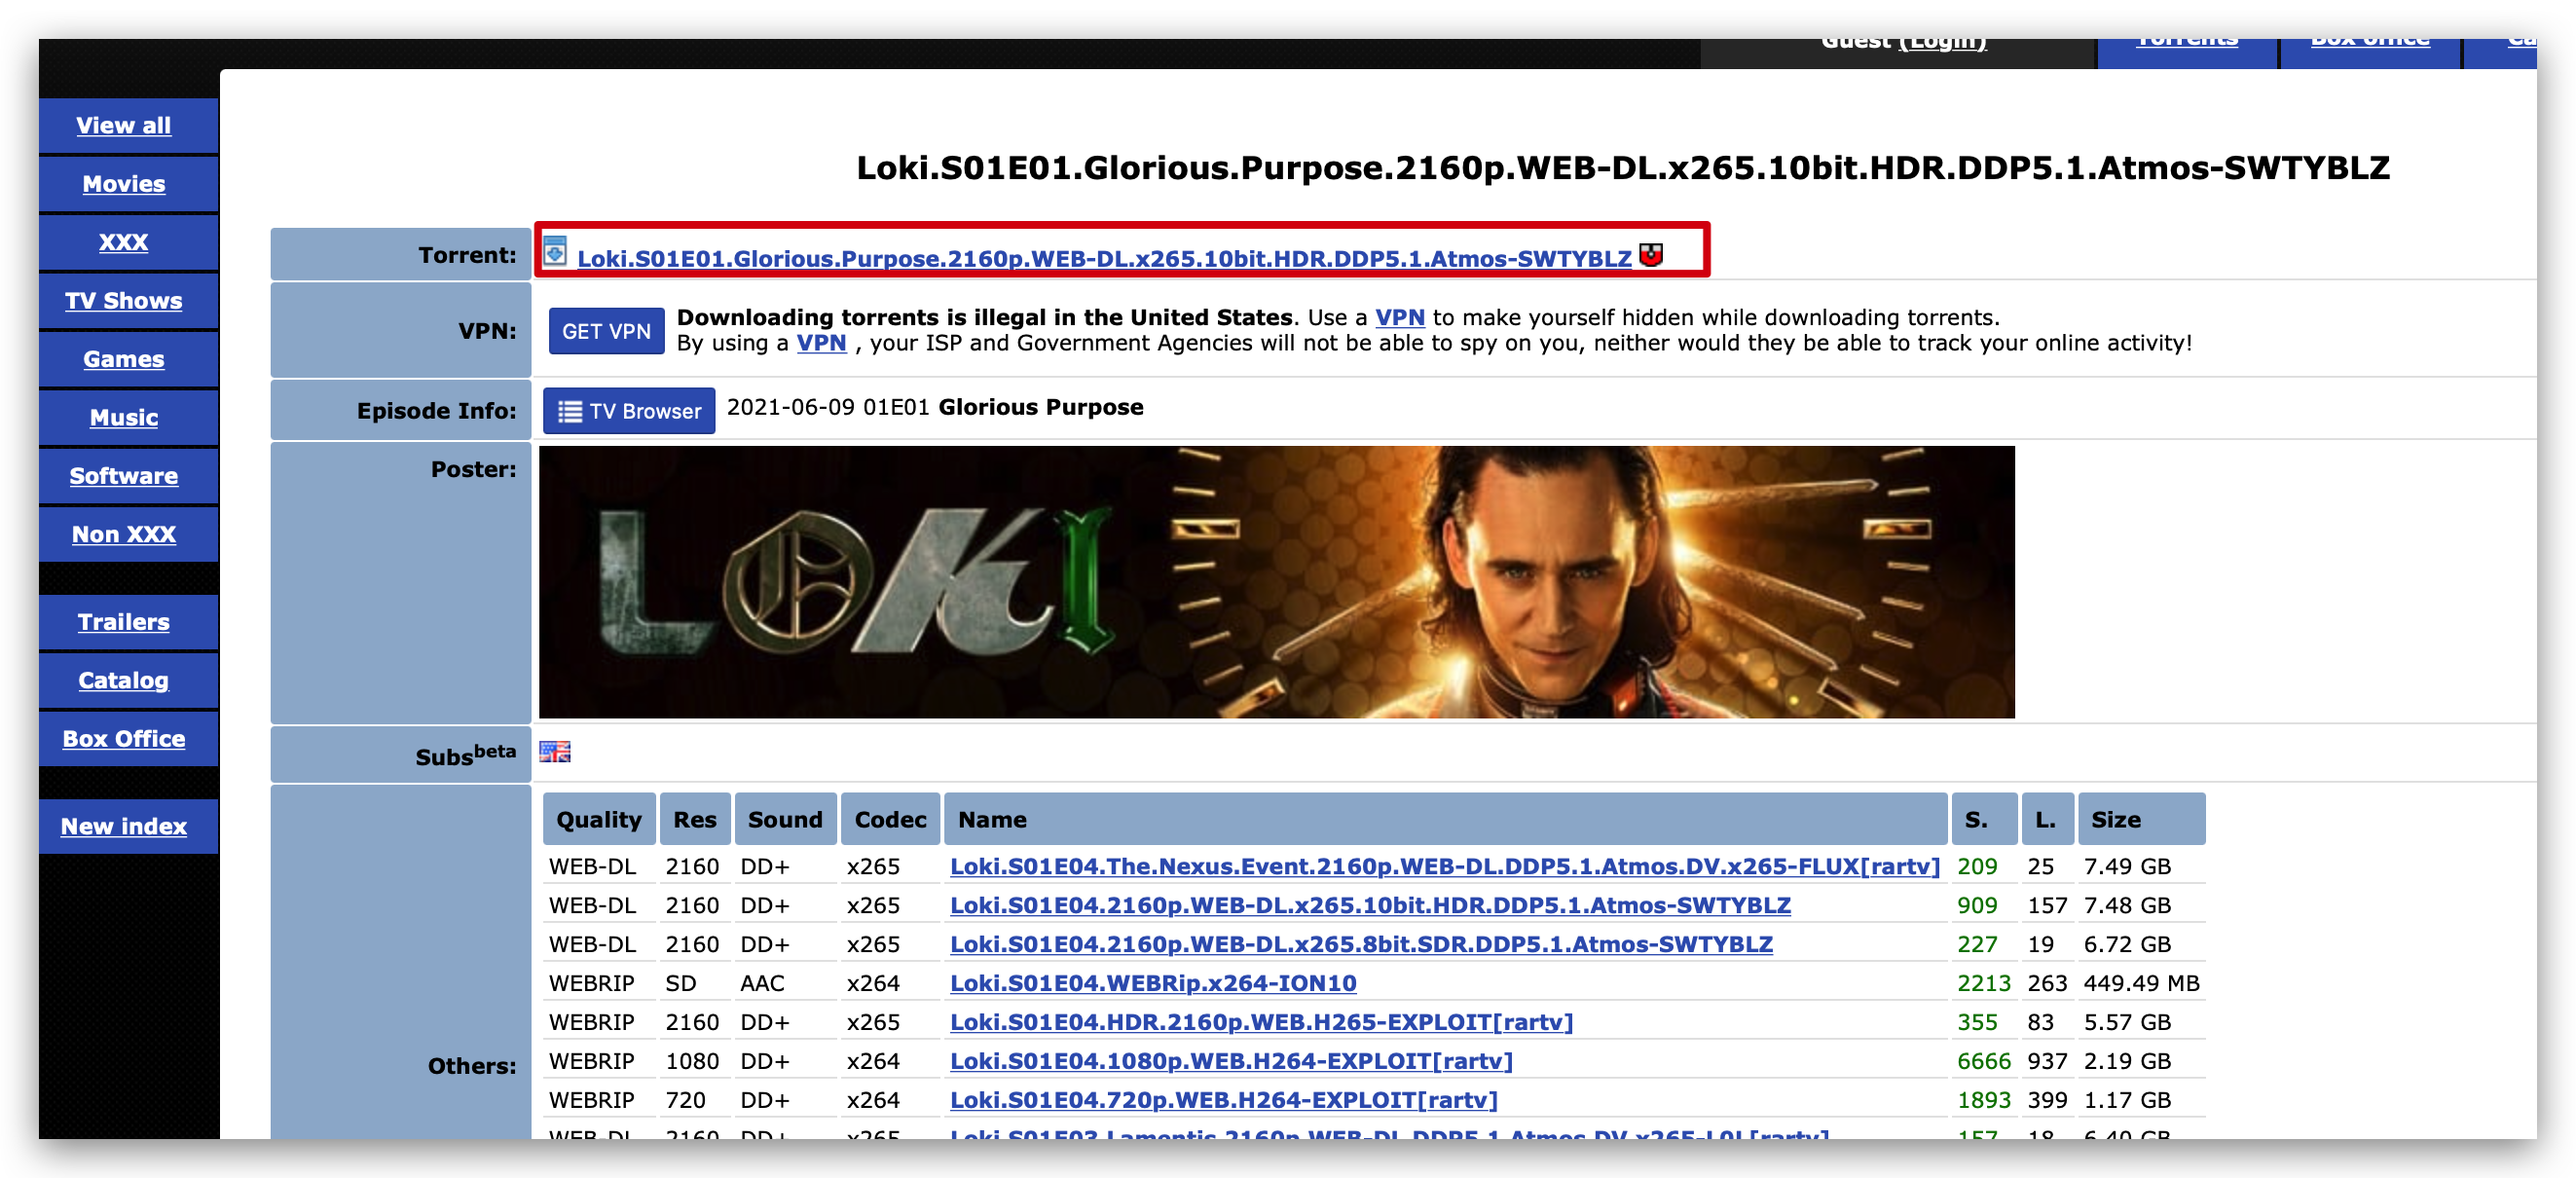 Guest (Login)
Torrents
Box office
View all
Movies
XXX
TV Shows
Games
Music
Software
Non XXX
Trailers
Catalog
Box Office
New index
Loki.S01E01.Glorious.Purpose.2160p.WEB-DL.x265.10bit.HDR.DDP5.1.Atmos-SWTYBLZ
Torrent: Loki.S01E01.Glorious.Purpose.2160p.WEB-DL.x265.10bit.HDR.DDP5.1.Atmos-SWTYBLZ
VPN: GET VPN Downloading torrents is illegal in the United States. Use a VPN to make yourself hidden while downloading torrents.
By using a VPN , your ISP and Government Agencies will not be able to spy on you, neither would they be able to track your online activity!
Episode Info: TV Browser 2021-06-09 01E01 Glorious Purpose
Poster:
LOKI
Subs beta
Others:
Quality Res Sound Codec Name S. L. Size
WEB-DL 2160 DD+ x265 Loki.S01E04.The.Nexus.Event.2160p.WEB-DL.DDP5.1.Atmos.DV.x265-FLUX[rartv] 209 25 7.49 GB
WEB-DL 2160 DD+ x265 Loki.S01E04.2160p.WEB-DL.x265.10bit.HDR.DDP5.1.Atmos-SWTYBLZ 909 157 7.48 GB
WEB-DL 2160 DD+ x265 Loki.S01E04.2160p.WEB-DL.x265.8bit.SDR.DDP5.1.Atmos-SWTYBLZ 227 19 6.72 GB
WEBRIP SD AAC x264 Loki.S01E04.WEBRip.x264-ION10 2213 263 449.49 MB
WEBRIP 2160 DD+ x265 Loki.S01E04.HDR.2160p.WEB.H265-EXPLOIT[rartv] 355 83 5.57 GB
WEBRIP 1080 DD+ x264 Loki.S01E04.1080p.WEB.H264-EXPLOIT[rartv] 6666 937 2.19 GB
WEBRIP 720 DD+ x264 Loki.S01E04.720p.WEB.H264-EXPLOIT[rartv] 1893 399 1.17 GB
WEB-DL 2160 DD+ x265 Loki.S01E03.Lamentis.2160p.WEB-DL.DDP5.1.Atmos.DV.x265- 157 18 6.40 GB